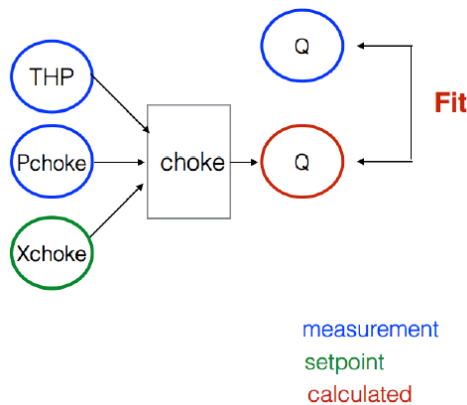 Q
THP
Fit
Pchoke
choke
Q
Xchoke
measurement
setpoint
calculated